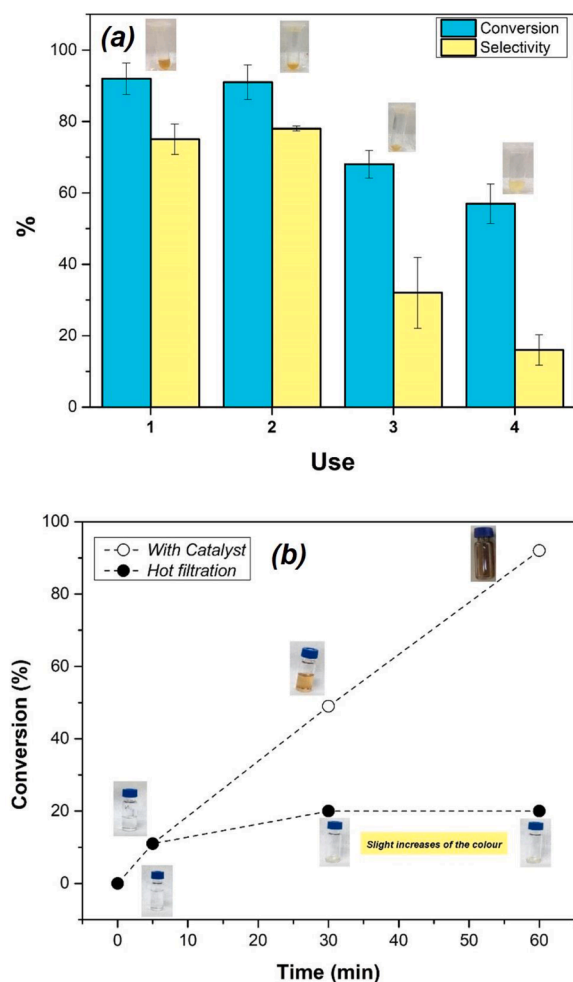 (a)
Conversion
Selectivity
100
80
60
40
20
0
%
1 2 3 4
Use
(b)
With Catalyst
Hot filtration
100
80
60
40
20
0
Conversion (%)
Slight increases of the colour
0 10 20 30 40 50 60
Time (min)